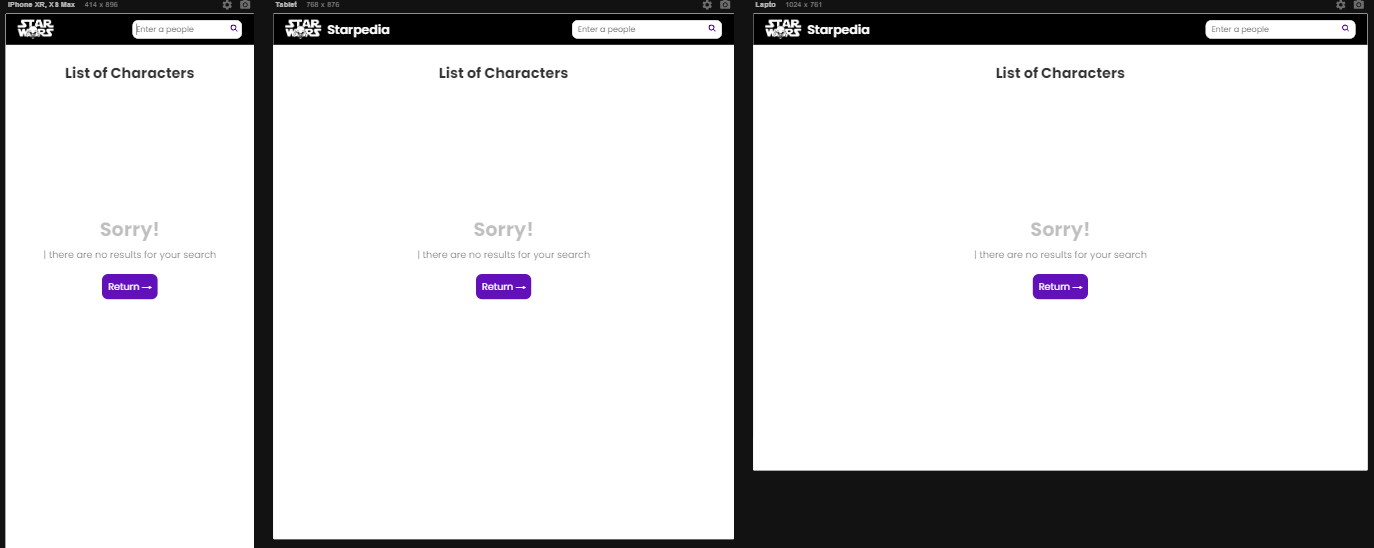 iPhone XR, XS Max 414 x 896
STAR
WARS
Enter a people
List of Characters
Sorry!
| there are no results for your search
Return →
Tablet 768 x 876
STAR
WARS
Starpedia
Enter a people
List of Characters
Sorry!
| there are no results for your search
Return →
Lapto 1024 x 761
STAR
WARS
Starpedia
Enter a people
List of Characters
Sorry!
| there are no results for your search
Return →